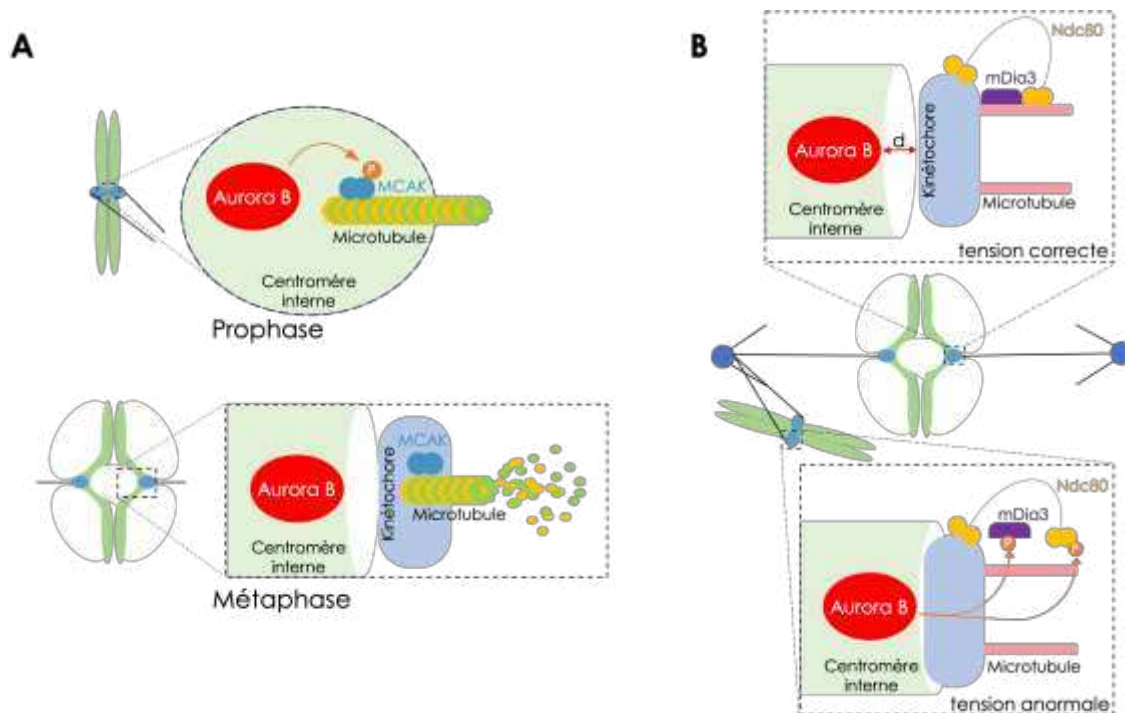 A
Aurora B
P
MCAK
Microtubule
Centromère
interne
Prophase
MCAK
Kinétochore
Aurora B
Microtubule
Centromère
interne
Métaphase
B
Ndc80
mDia3
Kinétochore
d
Aurora B
Centromère
interne
Microtubule
tension correcte
Ndc80
mDia3
P
P
Aurora B
Centromère
interne
Microtubule
tension anormale